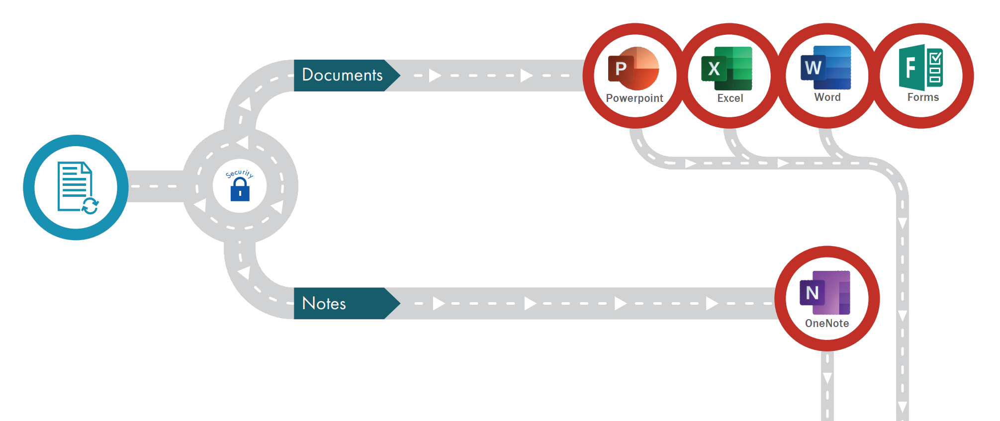 Documents
P
Powerpoint
X
Excel
W
Word
F
Forms
Security
Notes
N
OneNote